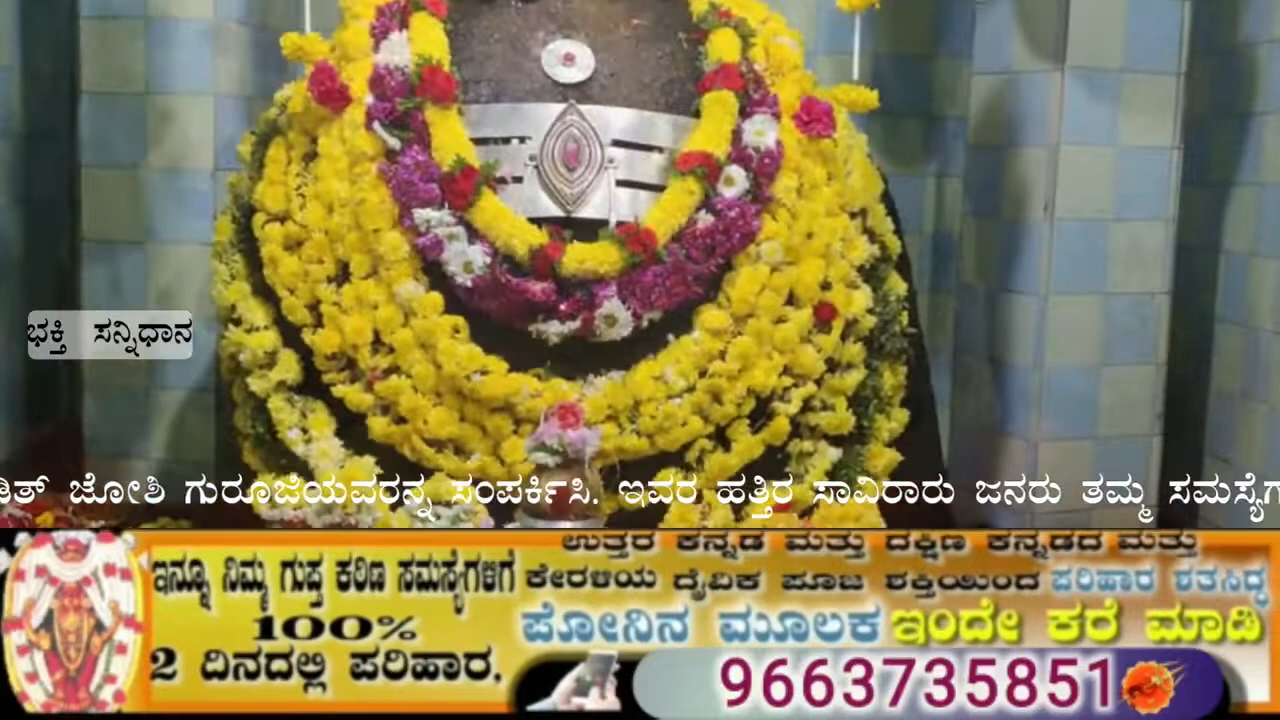 ಭಕ್ತಿ ಸನ್ನಿಧಾನ
ಜೋಶಿ ಗುರೂಜಿಯವರನ್ನ ಸಂಪರ್ಕಿಸಿ. ಇವರ ಹತ್ತಿರ ಸಾವಿರಾರು ಜನರು ತಮ್ಮ
ಇನ್ನೂ ನಿಮ್ಮ ಗುಪ್ತ ಕಠಿಣ ಸಮಸ್ಯೆಗಳಿಗೆ
100%
2 ದಿನದಲ್ಲಿ ಪರಿಹಾರ.
ಉತ್ತರ ಕನ್ನಡ ಮತ್ತು ದಕ್ಷಿಣ ಕನ್ನಡದ ಮತ್ತು
ಕೇರಳಿಯ ದೈವಿಕ ಪೂಜ ಶಕ್ತಿಯಿಂದ ಪರಿಹಾರ ಶತಸಿದ್ಧ
ಪೋನಿನ ಮೂಲಕ ಇಂದೇ ಕರೆ ಮಾಡಿ
9663735851